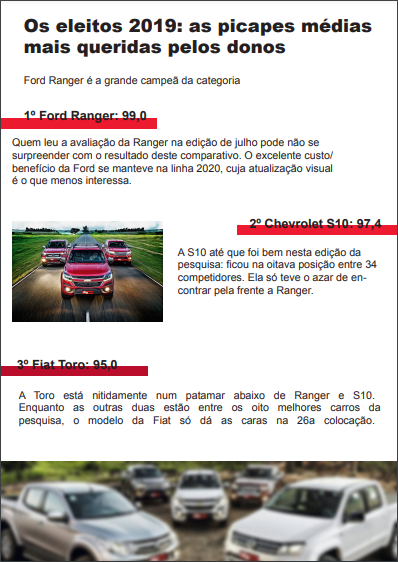 Os eleitos 2019: as picapes médias
mais queridas pelos donos
Ford Ranger é a grande campeã da categoria
1º Ford Ranger: 99,0
Quem leu a avaliação da Ranger na edição de julho pode não se
surpreender com o resultado deste comparativo. O excelente custo/
benefício da Ford se manteve na linha 2020, cuja atualização visual
é o que menos interessa.
2º Chevrolet S10: 97,4
A S10 até que foi bem nesta edição da
pesquisa: ficou na oitava posição entre 34
competidores. Ela só teve o azar de en-
contrar pela frente a Ranger.
3º Fiat Toro: 95,0
A Toro está nitidamente num patamar abaixo de Ranger e S10.
Enquanto as outras duas estão entre os oito melhores carros da
pesquisa, o modelo da Fiat só dá as caras na 26a colocação.